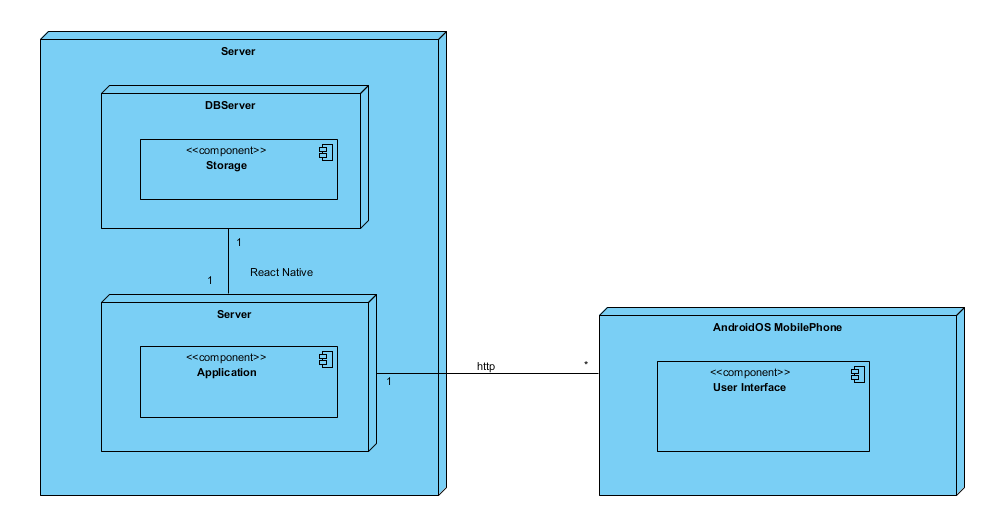 Server
DBServer
<<component>>
Storage
1
1
React Native
Server
<<component>>
Application
1
http
*
AndroidOS MobilePhone
<<component>>
User Interface